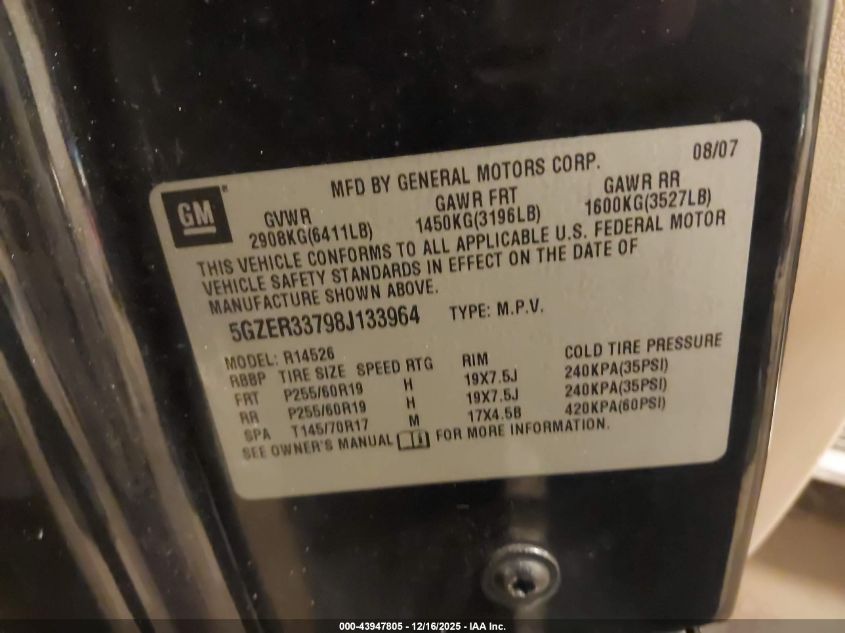 MFD BY GENERAL MOTORS CORP. 08/07
GM
GVWR GAWR FRT GAWR RR
2908KG(6411LB) 1450KG(3196LB) 1600KG(3527LB)
THIS VEHICLE CONFORMS TO ALL APPLICABLE U.S. FEDERAL MOTOR
VEHICLE SAFETY STANDARDS IN EFFECT ON THE DATE OF
MANUFACTURE SHOWN ABOVE.
5GZER33798J133964 TYPE: M.P.V.
MODEL: R14526
RBBP TIRE SIZE SPEED RTG RIM COLD TIRE PRESSURE
FRT P255/60R19 H 19X7.5J 240KPA(35PSI)
RR P255/60R19 H 19X7.5J 240KPA(35PSI)
SPA T145/70R17 M 17X4.5B 420KPA(60PSI)
SEE OWNER'S MANUAL FOR MORE INFORMATION.
000-43947805 - 12/16/2025 - IAA Inc.